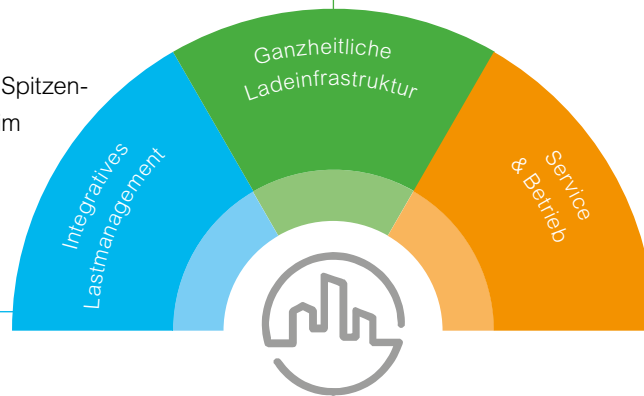 Spitzen-
m
Integratives
Lastmanagement
Ganzheitliche
Ladeinfrastruktur
Service
& Betrieb